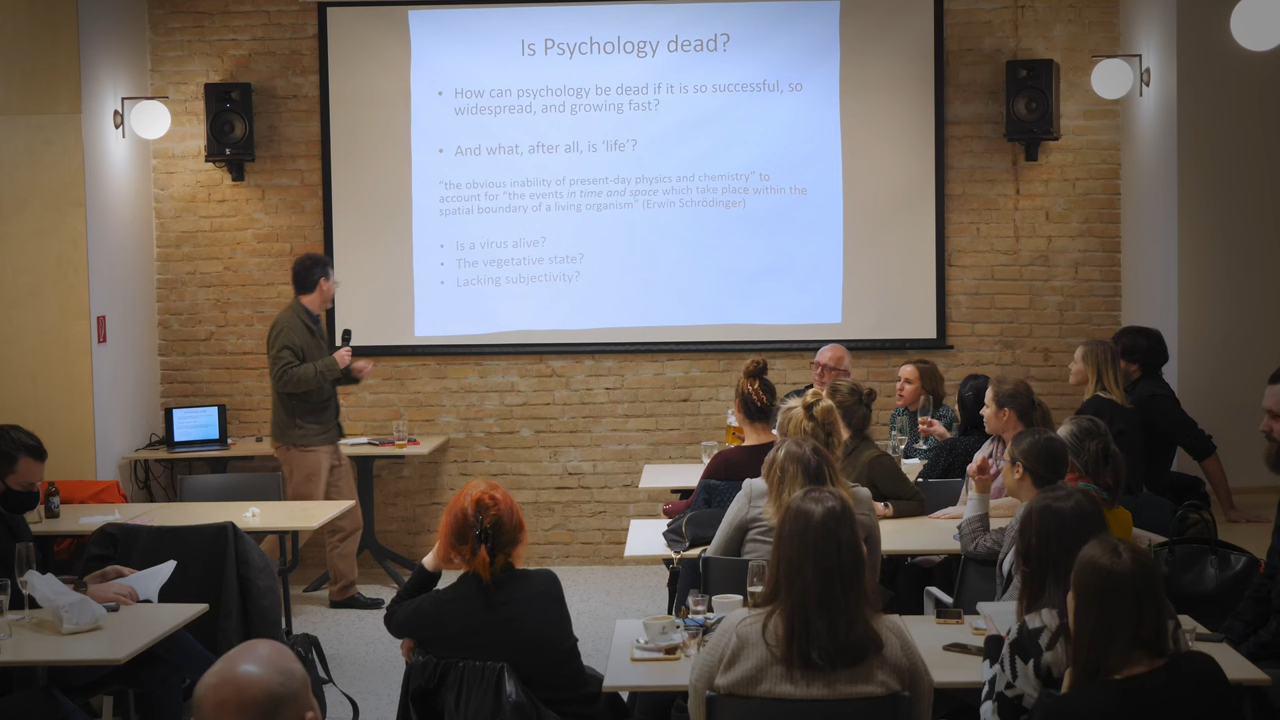 Is Psychology dead?
• How can psychology be dead if it is so successful, so
widespread, and growing fast?
• And what, after all, is ‘life’?
“the obvious inability of present-day physics and chemistry” to
account for “the events in time and space which take place within the
spatial boundary of a living organism” (Erwin Schrödinger)
• Is a virus alive?
• The vegetative state?
• Lacking subjectivity?